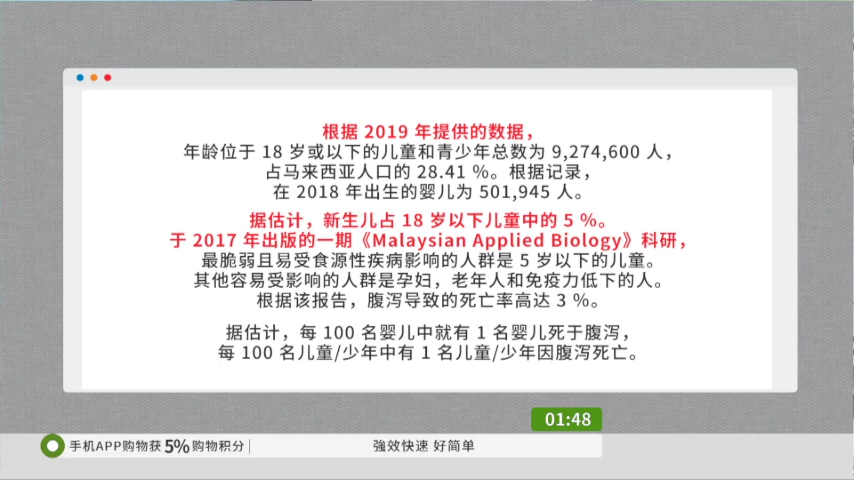 根据 2019 年提供的数据，
年龄位于 18 岁或以下的儿童和青少年总数为 9,274,600 人，
占马来西亚人口的 28.41 %。根据记录，
在 2018 年出生的婴儿为 501,945 人。
据估计，新生儿占 18 岁以下儿童中的 5 %。
于 2017 年出版的一期《Malaysian Applied Biology》科研，
最脆弱且易受食源性疾病影响的人群是 5 岁以下的儿童。
其他容易受影响的人群是孕妇，老年人和免疫力低下的人。
根据该报告，腹泻导致的死亡率高达 3 %。
据估计，每 100 名婴儿中就有 1 名婴儿死于腹泻，
每 100 名儿童/少年中有 1 名儿童/少年因腹泻死亡。
01:48
手机APP购物获 5% 购物积分
強效快速 好简单